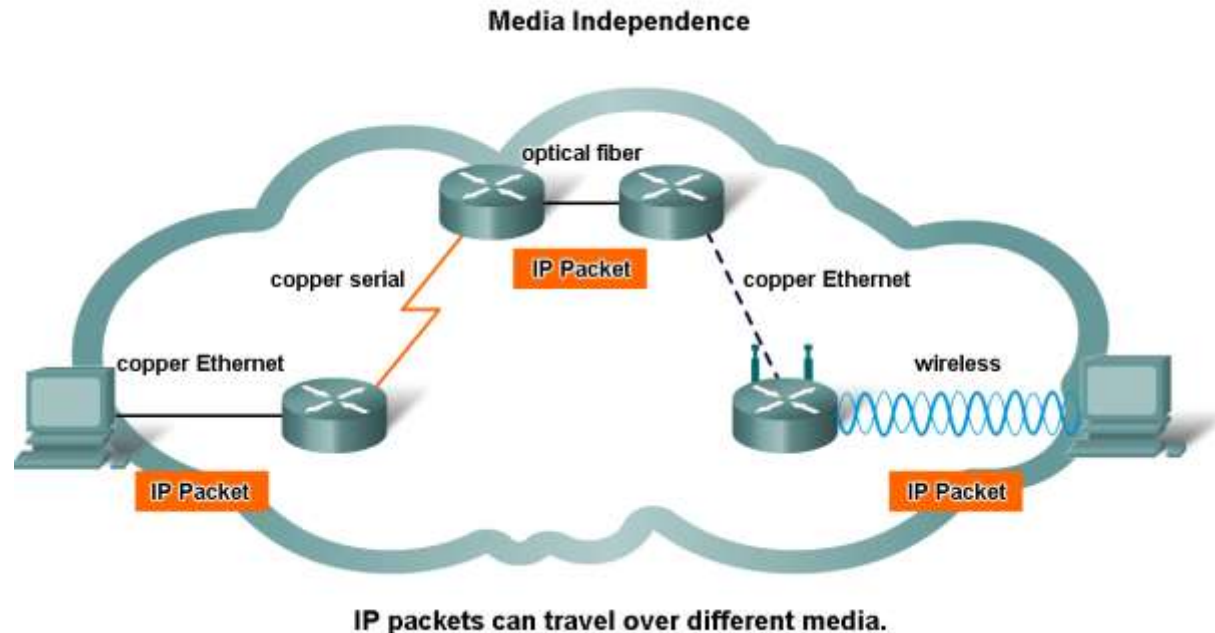 Media Independence
optical fiber
IP Packet
copper serial
copper Ethernet
copper Ethernet
wireless
IP Packet
IP Packet
IP packets can travel over different media.